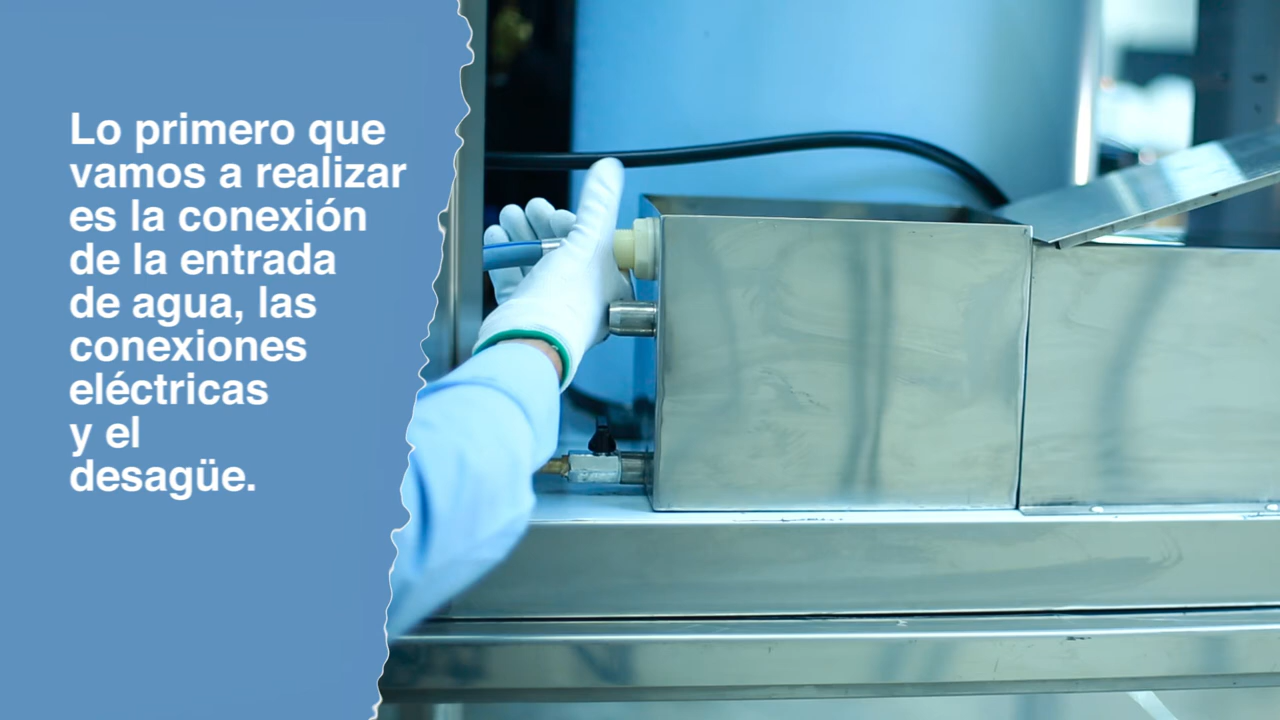 Lo primero que
vamos a realizar
es la conexión
de la entrada
de agua, las
conexiones
eléctricas
y el
desagüe.